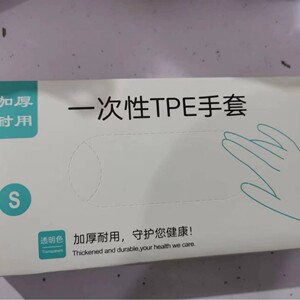 加厚
耐用
一次性TPE手套
S
透明色
Transparent
加厚耐用，守护您健康！
Thickened and durable,your health we care.